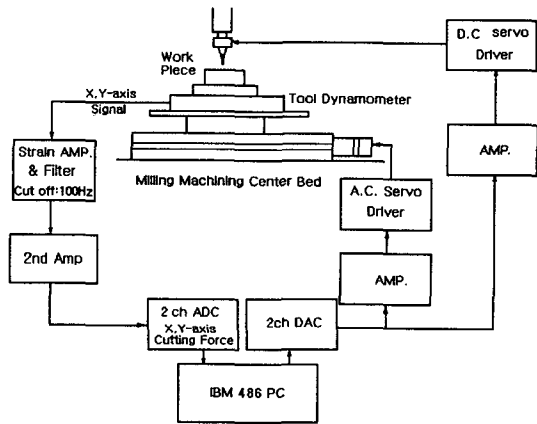 D.C servo
Driver
Work
Piece
X,Y-axis
Signal
Tool Dynamometer
Strain AMP.
& Filter
Cut off:100Hz
AMP.
Milling Machining Center Bed
A.C. Servo
Driver
2nd Amp
AMP.
2 ch ADC
X,Y-axis
Cutting Force
2ch DAC
IBM 486 PC